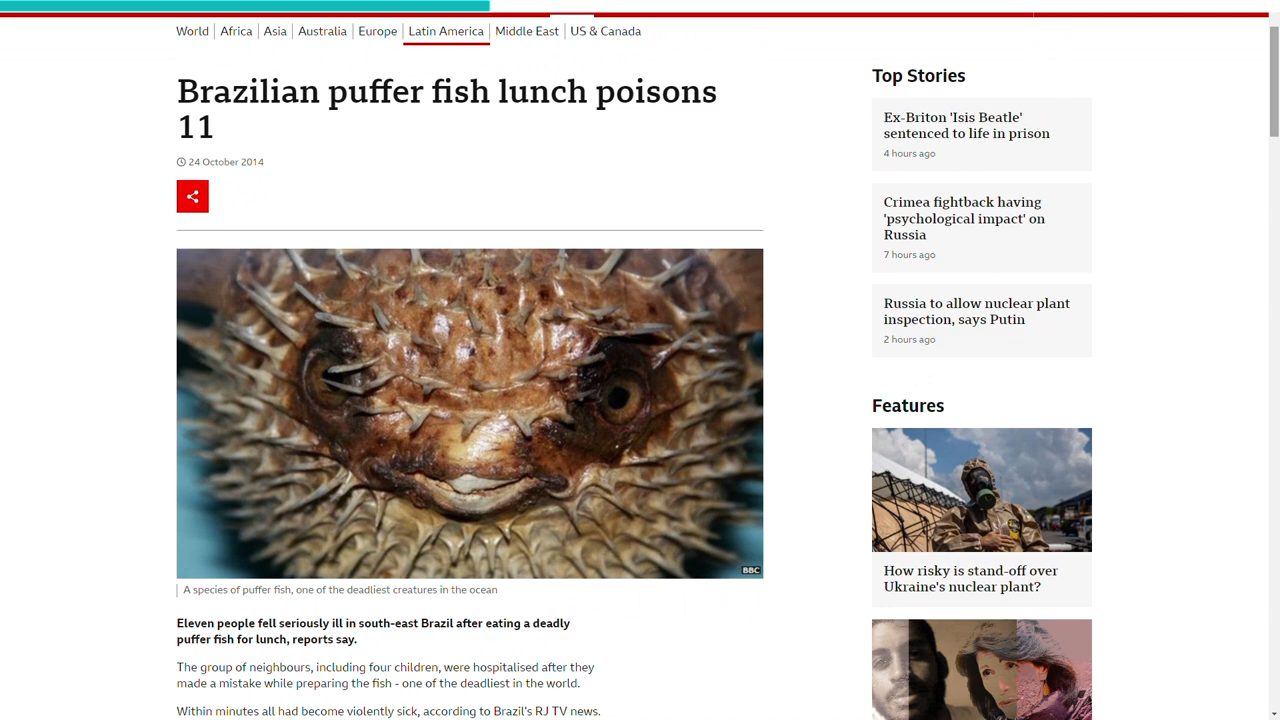 World
Africa
Asia
Australia
Europe
Latin America
Middle East
US & Canada
Brazilian puffer fish lunch poisons
11
24 October 2014
BBC
A species of puffer fish, one of the deadliest creatures in the ocean
Eleven people fell seriously ill in south-east Brazil after eating a deadly
puffer fish for lunch, reports say.
The group of neighbours, including four children, were hospitalised after they
made a mistake while preparing the fish - one of the deadliest in the world.
Within minutes all had become violently sick, according to Brazil's RJ TV news.
Top Stories
Ex-Briton 'Isis Beatle'
sentenced to life in prison
4 hours ago
Crimea fightback having
'psychological impact' on
Russia
7 hours ago
Russia to allow nuclear plant
inspection, says Putin
2 hours ago
Features
How risky is stand-off over
Ukraine's nuclear plant?